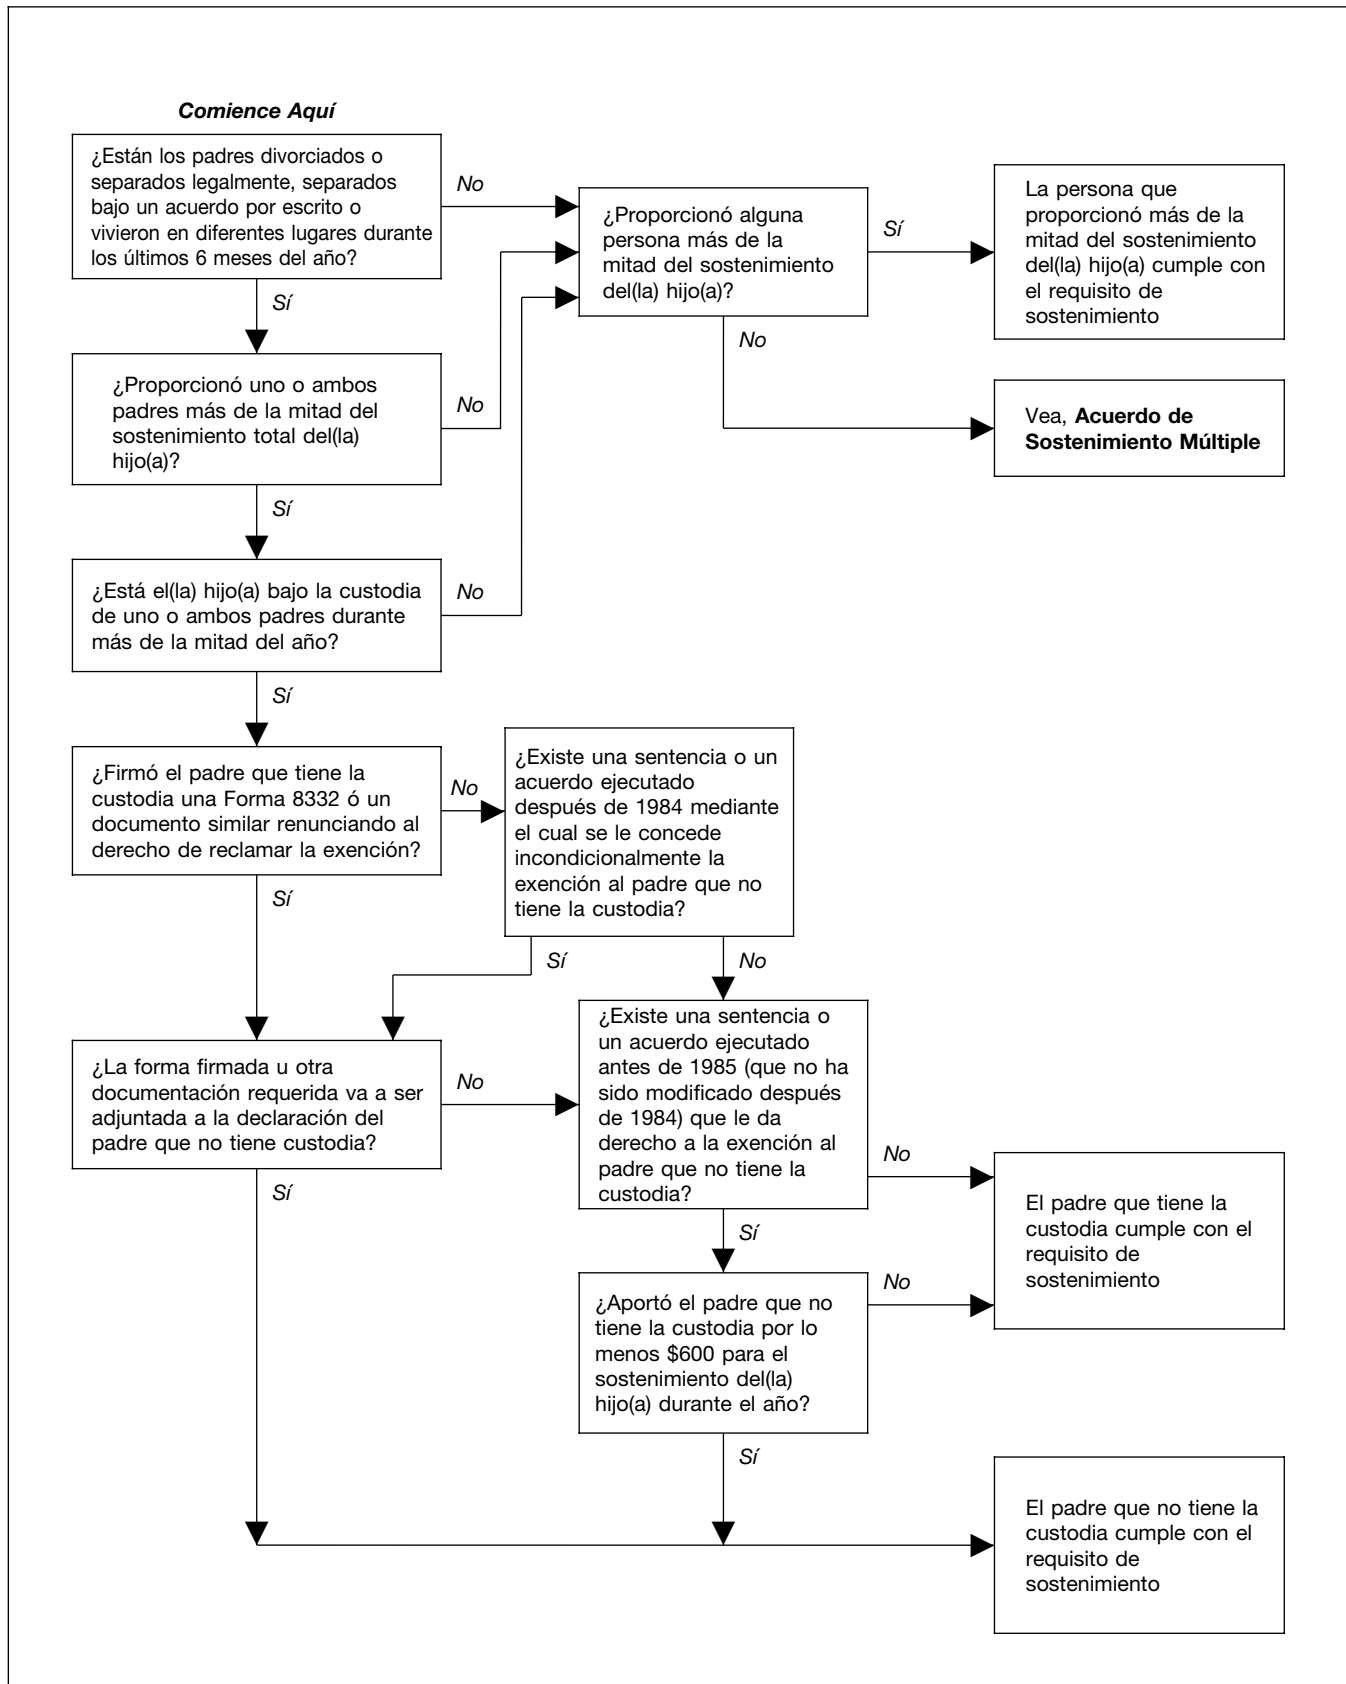 Comience Aquí
¿Están los padres divorciados o
separados legalmente, separados
bajo un acuerdo por escrito o
vivieron en diferentes lugares durante
los últimos 6 meses del año?
No
¿Proporcionó alguna
persona más de la
mitad del sostenimiento
del(la) hijo(a)?
Sí
La persona que
proporcionó más de la
mitad del sostenimiento
del(la) hijo(a) cumple con
el requisito de
sostenimiento
Sí
No
¿Proporcionó uno o ambos
padres más de la mitad del
sostenimiento total del(la)
hijo(a)?
No
Vea, Acuerdo de
Sostenimiento Múltiple
Sí
¿Está el(la) hijo(a) bajo la custodia
de uno o ambos padres durante
más de la mitad del año?
No
Sí
¿Firmó el padre que tiene la
custodia una Forma 8332 ó un
documento similar renunciando al
derecho de reclamar la exención?
No
¿Existe una sentencia o un
acuerdo ejecutado
después de 1984 mediante
el cual se le concede
incondicionalmente la
exención al padre que no
tiene la custodia?
Sí
Sí
No
¿La forma firmada u otra
documentación requerida va a ser
adjuntada a la declaración del
padre que no tiene custodia?
No
¿Existe una sentencia o
un acuerdo ejecutado
antes de 1985 (que no ha
sido modificado después
de 1984) que le da
derecho a la exención al
padre que no tiene la
custodia?
No
El padre que tiene la
custodia cumple con el
requisito de
sostenimiento
Sí
Sí
¿Aportó el padre que no
tiene la custodia por lo
menos $600 para el
sostenimiento del(la)
hijo(a) durante el año?
No
Sí
El padre que no tiene la
custodia cumple con el
requisito de
sostenimiento